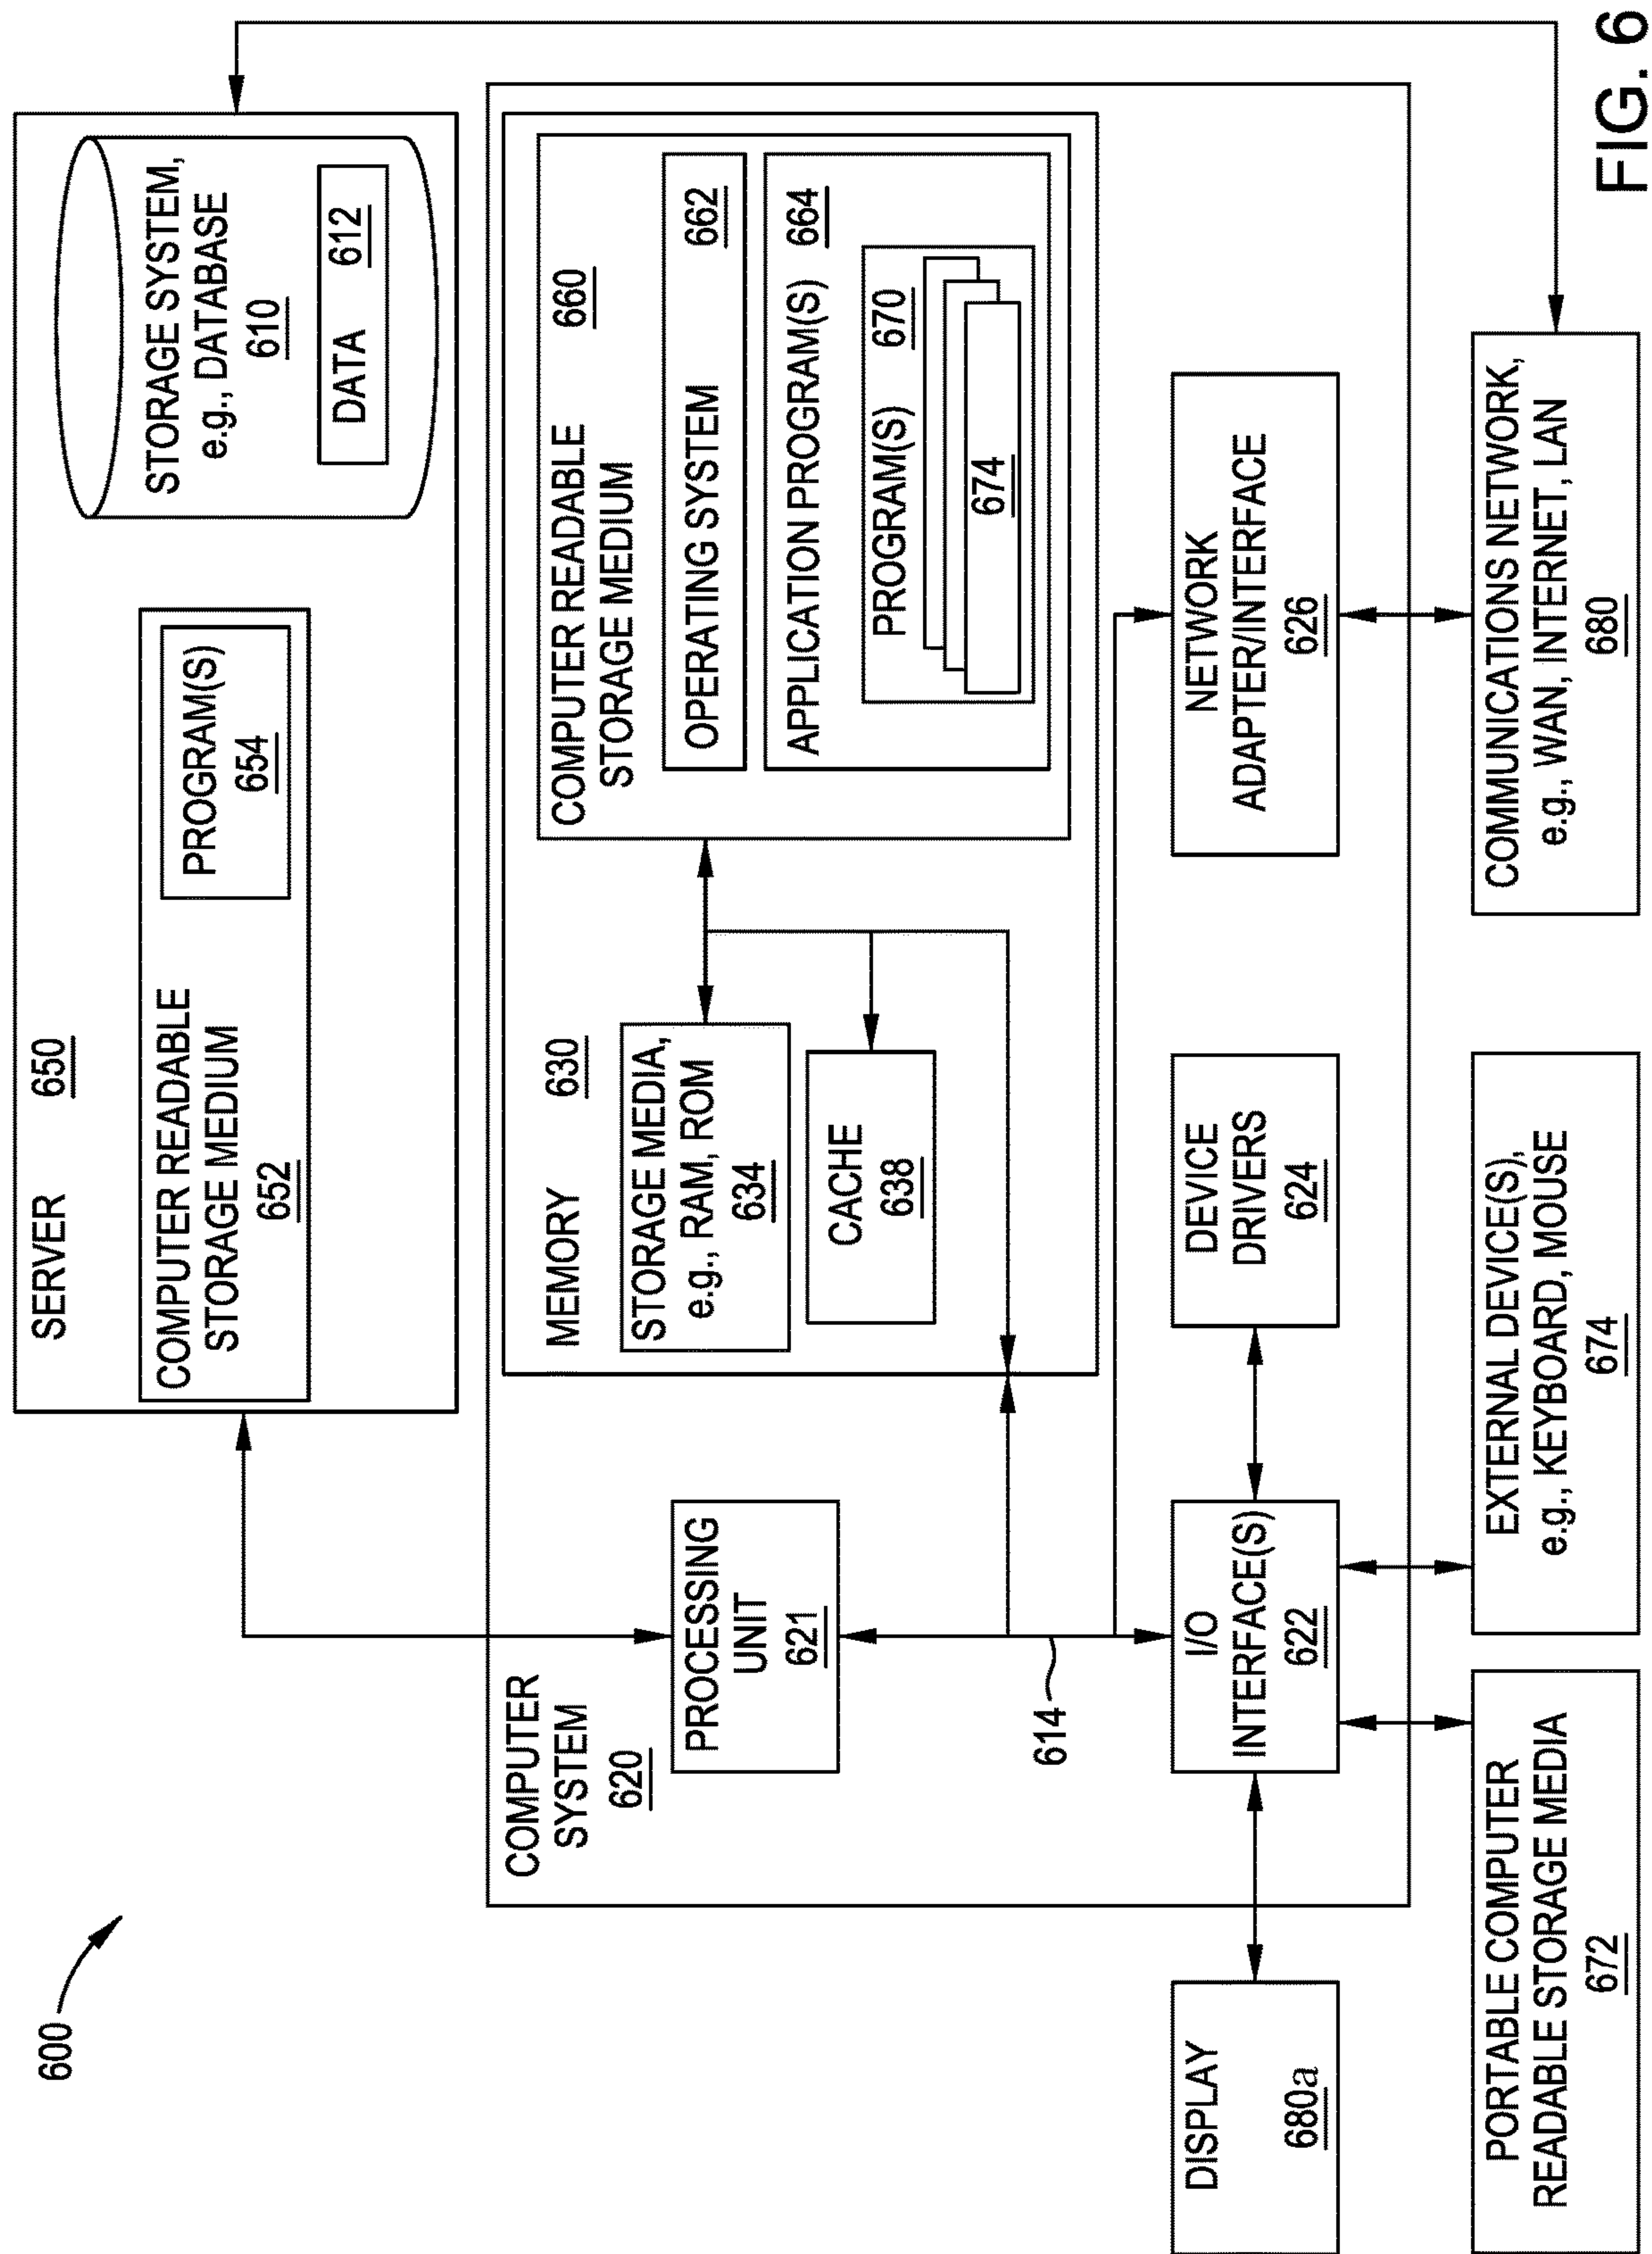 600
SERVER 650
COMPUTER READABLE
STORAGE MEDIUM
652
PROGRAM(S)
654
STORAGE SYSTEM,
e.g., DATABASE
610
DATA 612
COMPUTER
SYSTEM
620
PROCESSING
UNIT
621
614
MEMORY 630
STORAGE MEDIA,
e.g., RAM, ROM
634
CACHE
638
COMPUTER READABLE 660
STORAGE MEDIUM
OPERATING SYSTEM 662
APPLICATION PROGRAM(S) 664
PROGRAM(S) 670
674
DISPLAY
680a
I/O
INTERFACE(S)
622
DEVICE
DRIVERS
624
NETWORK
ADAPTER/INTERFACE
626
PORTABLE COMPUTER
READABLE STORAGE MEDIA
672
EXTERNAL DEVICE(S),
e.g., KEYBOARD, MOUSE
674
COMMUNICATIONS NETWORK,
e.g., WAN, INTERNET, LAN
680
FIG. 6